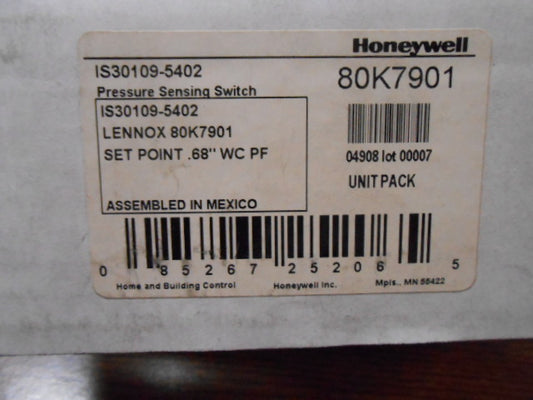 Honeywell
IS30109-5402
Pressure Sensing Switch
80K7901
IS30109-5402
LENNOX 80K7901
SET POINT .68" WC PF
04908 lot 00007
UNIT PACK
ASSEMBLED IN MEXICO
0 85267 25206 5
Home and Building Control Honeywell Inc. Mpls., MN 55422